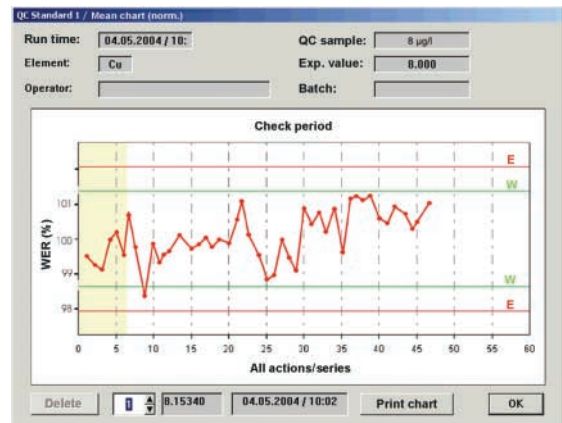 QC Standard 1 / Mean chart (norm.)
Run time: 04.05.2004 / 10: QC sample: 8 µg/l
Element: Cu Exp. value: 8.000
Operator: Batch:
Check period
E
W
101
100
99
98
W
E
WER (%)
0 5 10 15 20 25 30 35 40 45 50 55 60
All actions/series
Delete 1 8.15340 04.05.2004 / 10:02 Print chart OK